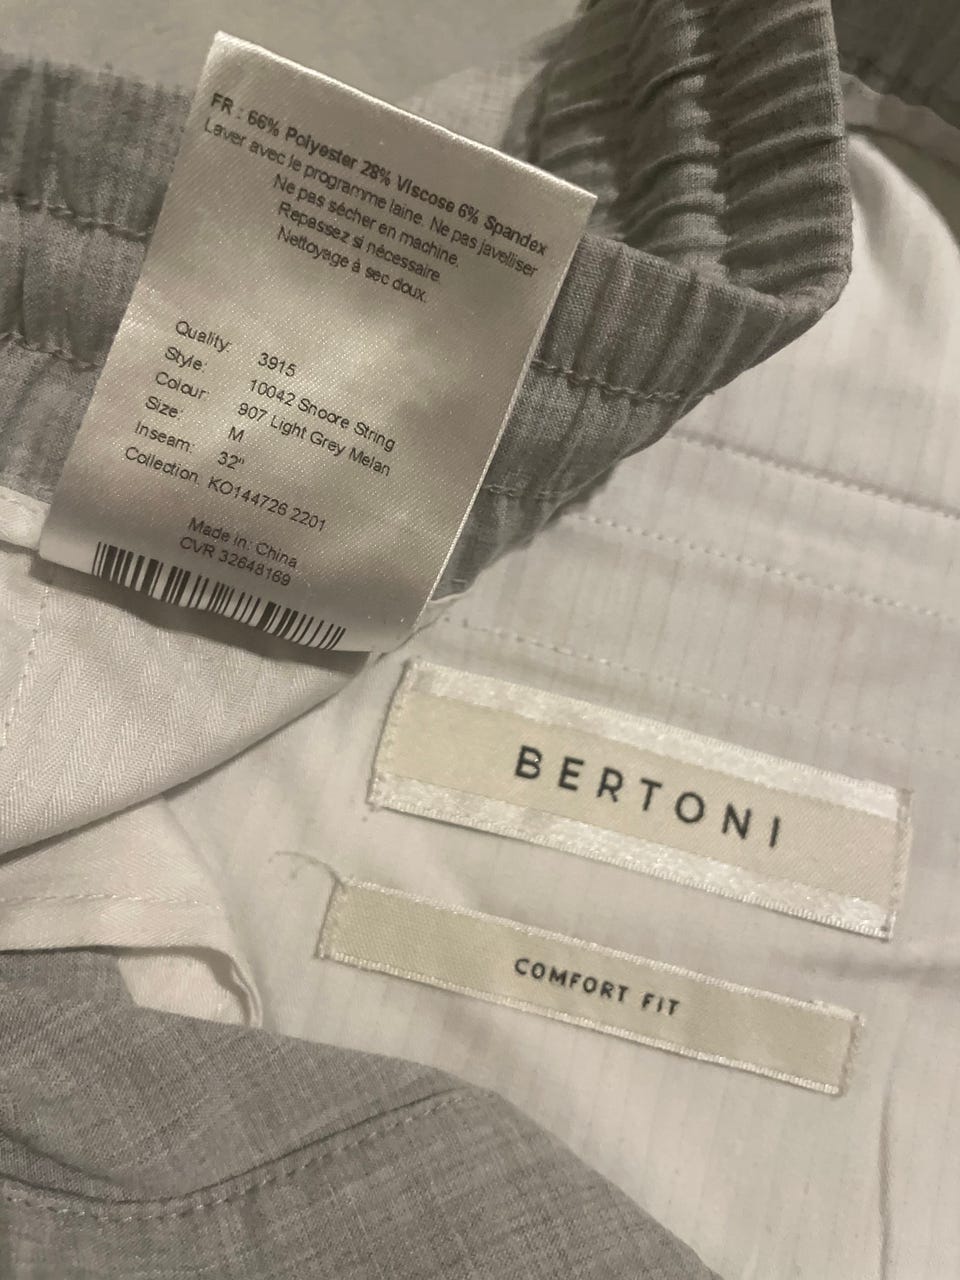 FR : 66% Polyester 28% Viscose 6% Spandex
Laver avec le programme laine. Ne pas javelliser
Ne pas sécher en machine.
Repassez si nécessaire.
Nettoyage à sec doux.
Quality: 3915
Style: 10042 Snoore String
Colour: 907 Light Grey Melan
Size: M
Inseam: 32"
Collection. KO144726 2201
Made in: China
CVR 32648169
BERTONI
COMFORT FIT